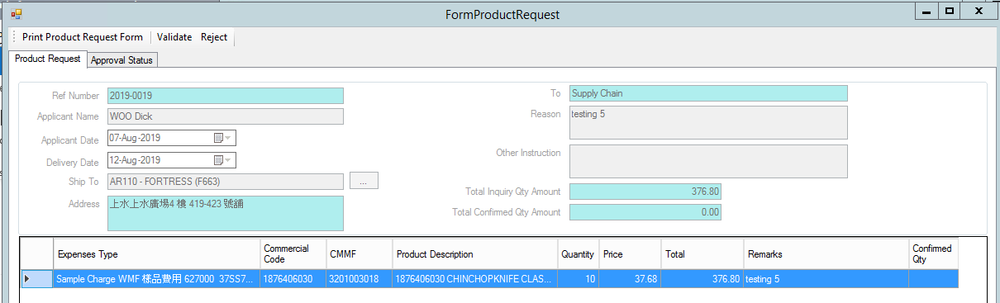 FormProductRequest
Print Product Request Form Validate Reject
Product Request Approval Status
Ref Number 2019-0019
To Supply Chain
Applicant Name WOO Dick
Reason testing 5
Applicant Date 07-Aug-2019
Delivery Date 12-Aug-2019
Other Instruction
Ship To AR110 - FORTRESS (F663) ...
Total Inquiry Qty Amount 376.80
Address 上水上水廣場4 樓 419-423 號舖
Total Confirmed Qty Amount 0.00
Expenses Type Commercial Code CMMF Product Description Quantity Price Total Remarks Confirmed Qty
Sample Charge WMF 樣品費用 627000 37SS7... 1876406030 3201003018 1876406030 CHINCHOPKNIFE CLAS... 10 37.68 376.80 testing 5